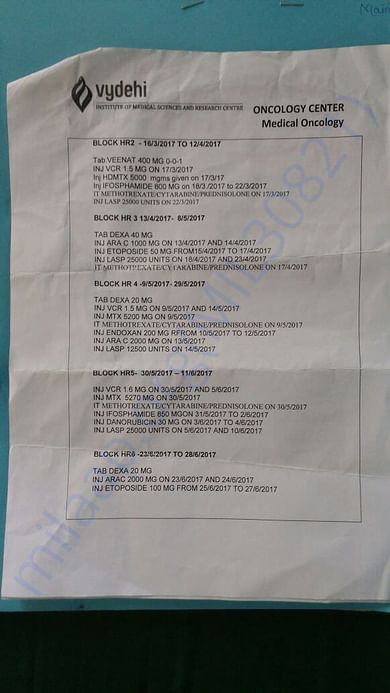 Main
vydehi
INSTITUTE OF MEDICAL SCIENCES AND RESEARCH CENTRE
ONCOLOGY CENTER
Medical Oncology
BLOCK HR2 - 16/3/2017 TO 12/4/2017
Tab VEENAT 400 MG 0-0-1
INJ VCR 1.5 MG ON 17/3/2017
Inj HDMTX 5000 mgms given on 17/3/17
Inj IFOSPHAMIDE 800 MG on 18/3./2017 to 22/3/2017
IT METHOTREXATE/CYTARABINE/PREDNISOLONE ON 17/3/2017
INJ LASP 25000 UNITS ON 22/3/2017
BLOCK HR 3 13/4/2017- 8/5/2017
TAB DEXA 40 MG
INJ ARA C 1000 MG ON 13/4/2017 AND 14/4/2017
INJ ETOPOSIDE 50 MG FROM15/4/2017 TO 17/4/2017
INJ LASP 25000 UNITS ON 18/4/2017 AND 23/4/2017
IT METHOTREXATE/CYTARABINE/PREDNISOLONE ON 17/4/2017
BLOCK HR 4 -9/5/2017- 29/5/2017
TAB DEXA 20 MG
INJ VCR 1.5 MG ON 9/5/2017 AND 14/5/2017
INJ MTX 5200 MG ON 9/5/2017
IT METHOTREXATE/CYTARABINE/PREDNISOLONE ON 9/5/2017
INJ ENDOXAN 200 MG RFROM 10/5/2017 TO 12/5/2017
INJ ARA C 2000 MG ON 13/5/2017
INJ LASP 12500 UNITS ON 14/5/2017
BLOCK HR5- 30/5/2017 – 11/6/2017
INJ VCR 1.6 MG ON 30/5/2017 AND 5/6/2017
INJ MTX 5270 MG ON 30/5/2017
IT METHOTREXATE/CYTARABINE/PREDNISOLONE ON 30/5/2017
INJ IFOSPHAMIDE 850 MGON 31/5/2017 TO 2/6/2017
INJ DANORUBICIN 30 MG ON 3/6/2017 TO 4/6/2017
INJ LASP 25000 UNITS ON 5/6/2017 AND 10/6/2017
BLOCK HR6 -23/6/2017 TO 28/6/2017
TAB DEXA 20 MG
INJ ARAC 2000 MG ON 23/6/2017 AND 24/6/2017
INJ ETOPOSIDE 100 MG FROM 25/6/2017 TO 27/6/2017